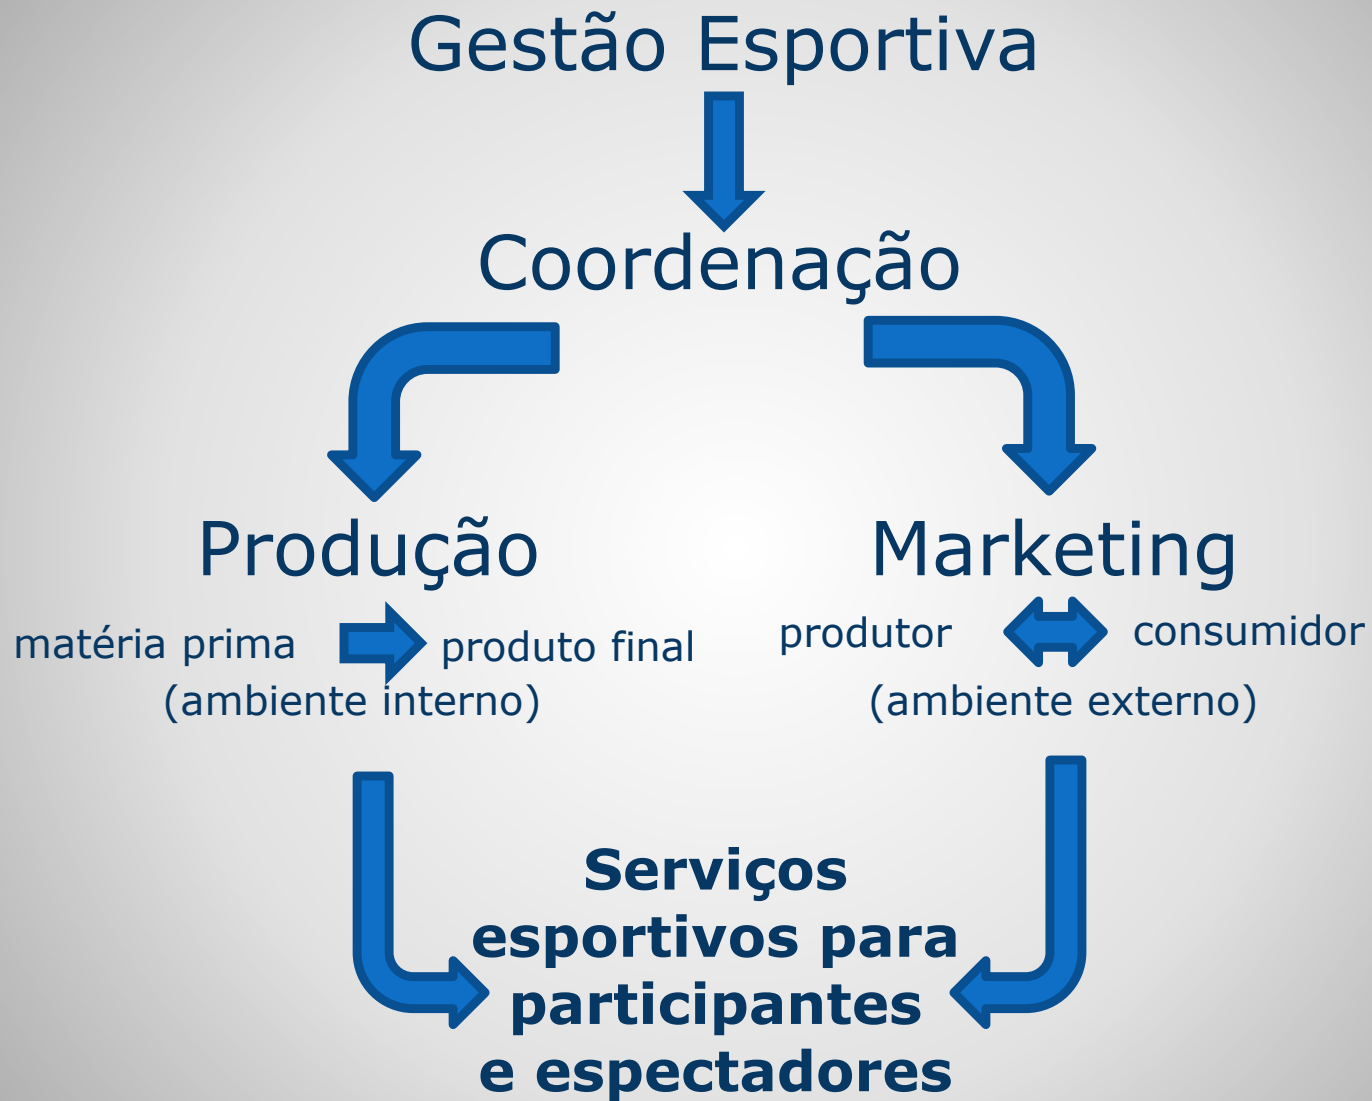 Gestão Esportiva
Coordenação
Produção
matéria prima produto final
(ambiente interno)
Marketing
produtor consumidor
(ambiente externo)
Serviços
esportivos para
participantes
e espectadores